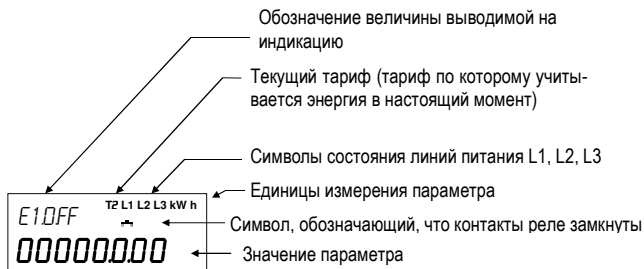 Обозначение величины выводимой на
индикацию
Текущий тариф (тариф по которому учиты-
вается энергия в настоящий момент)
Символы состояния линий питания L1, L2, L3
Единицы измерения параметра
Символ, обозначающий, что контакты реле замкнуты
Значение параметра
T2 L1 L2 L3 kW h
E1.OFF
000000.00